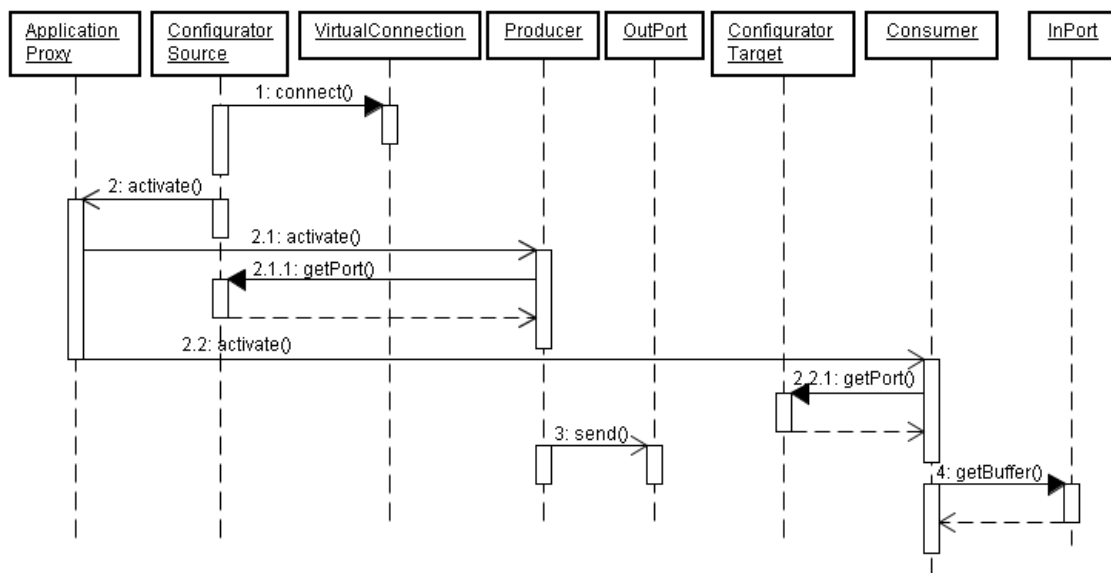 Application
Proxy
Configurator
Source
VirtualConnection
Producer
OutPort
Configurator
Target
Consumer
InPort
1: connect()
2: activate()
2.1: activate()
2.1.1: getPort()
2.2: activate()
2.2.1: getPort()
3: send()
4: getBuffer()